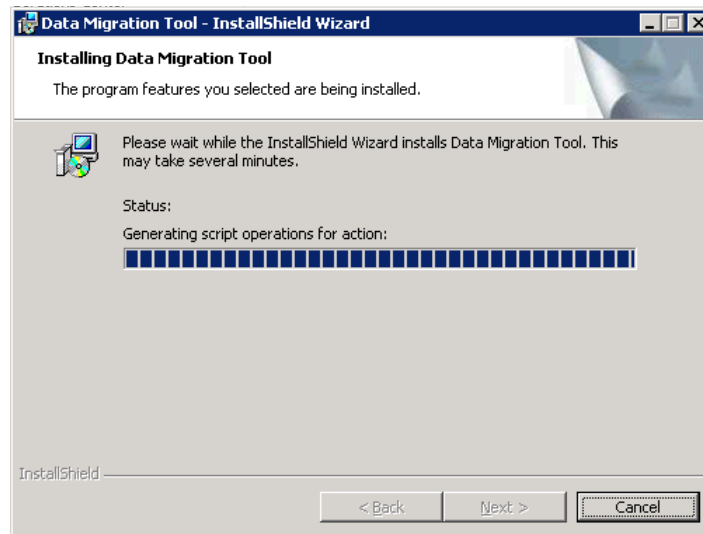 Data Migration Tool - InstallShield Wizard
Installing Data Migration Tool
The program features you selected are being installed.
Please wait while the InstallShield Wizard installs Data Migration Tool. This
may take several minutes.
Status:
Generating script operations for action:
InstallShield
< Back Next > Cancel